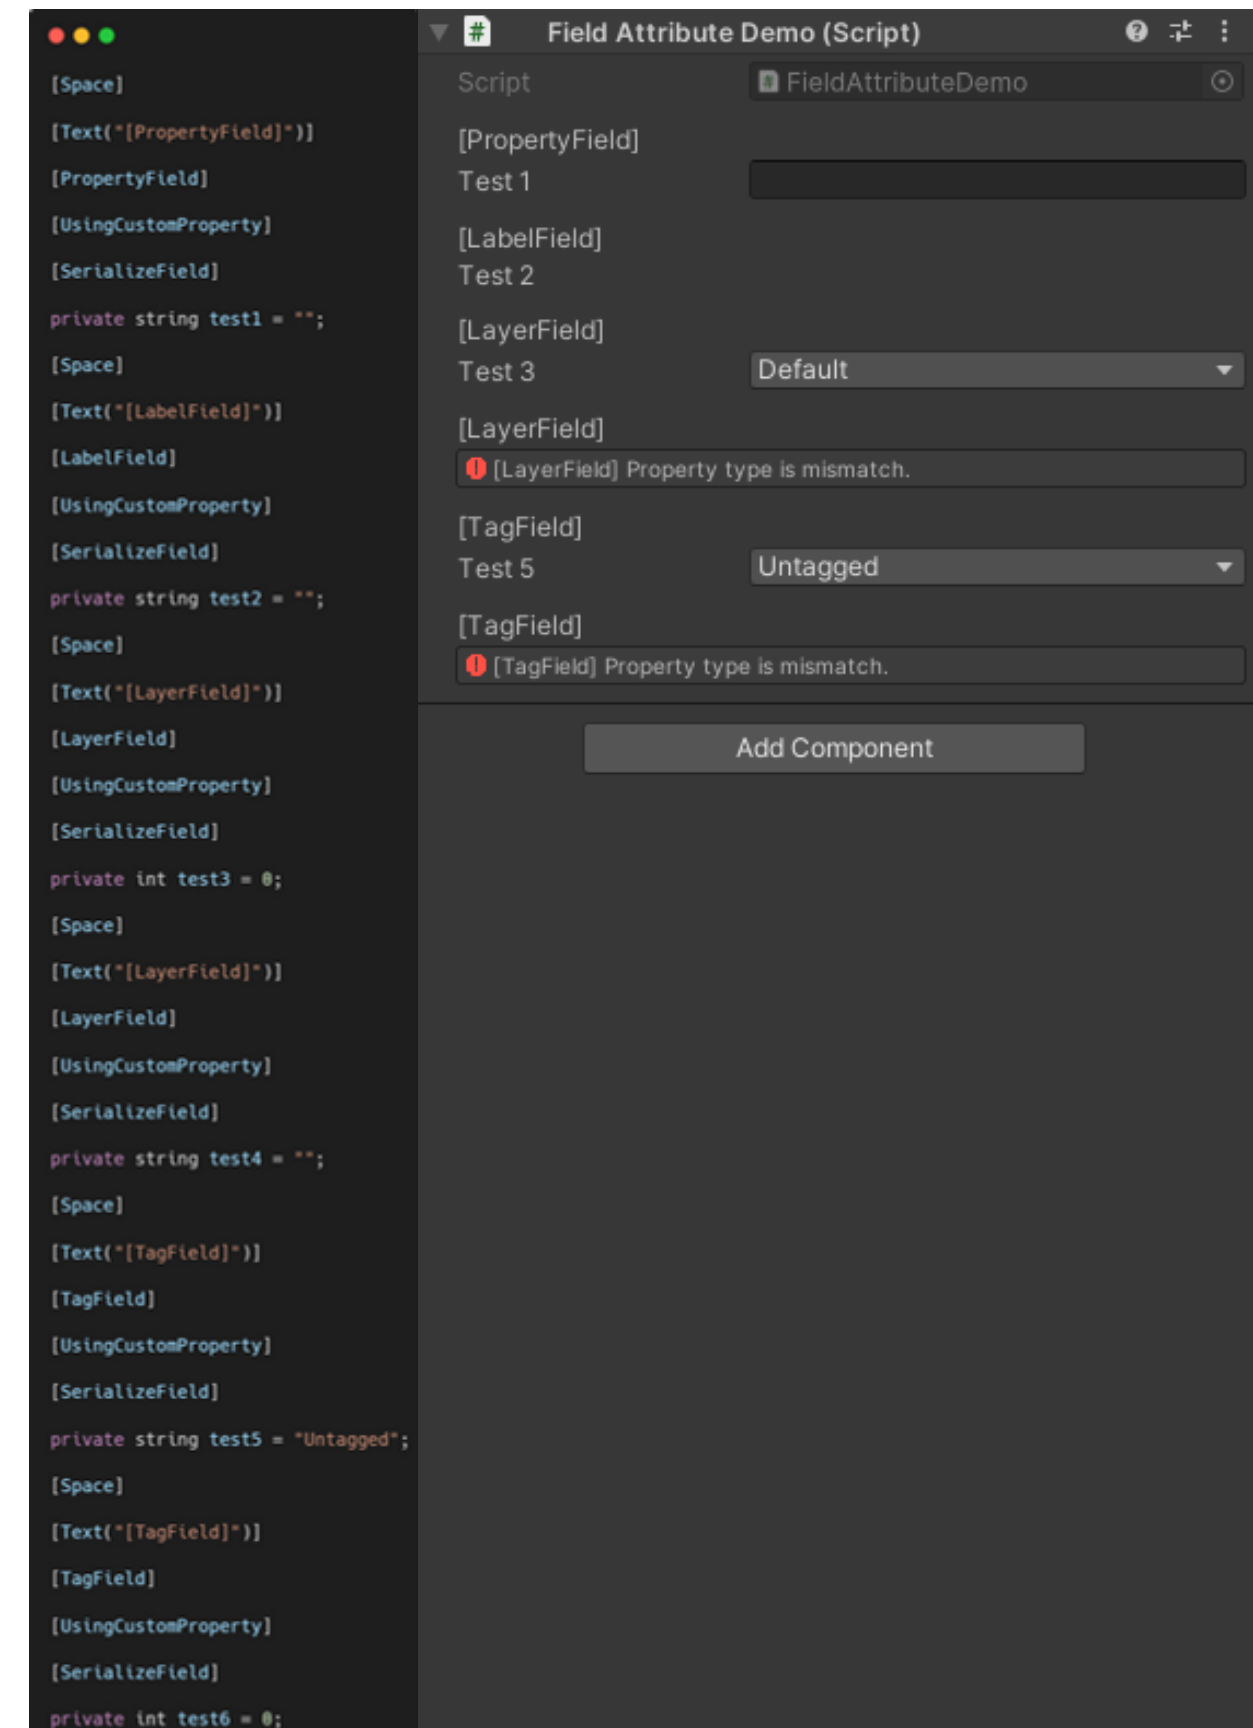 [Space]
[Text("[PropertyField]")]
[PropertyField]
[UsingCustomProperty]
[SerializeField]
private string test1 = "";
[Space]
[Text("[LabelField]")]
[LabelField]
[UsingCustomProperty]
[SerializeField]
private string test2 = "";
[Space]
[Text("[LayerField]")]
[LayerField]
[UsingCustomProperty]
[SerializeField]
private int test3 = 0;
[Space]
[Text("[LayerField]")]
[LayerField]
[UsingCustomProperty]
[SerializeField]
private string test4 = "";
[Space]
[Text("[TagField]")]
[TagField]
[UsingCustomProperty]
[SerializeField]
private string test5 = "Untagged";
[Space]
[Text("[TagField]")]
[TagField]
[UsingCustomProperty]
[SerializeField]
private int test6 = 0;
# Field Attribute Demo (Script)
Script # FieldAttributeDemo
[PropertyField]
Test 1
[LabelField]
Test 2
[LayerField]
Test 3 Default
[LayerField]
[LayerField] Property type is mismatch.
[TagField]
Test 5 Untagged
[TagField]
[TagField] Property type is mismatch.
Add Component